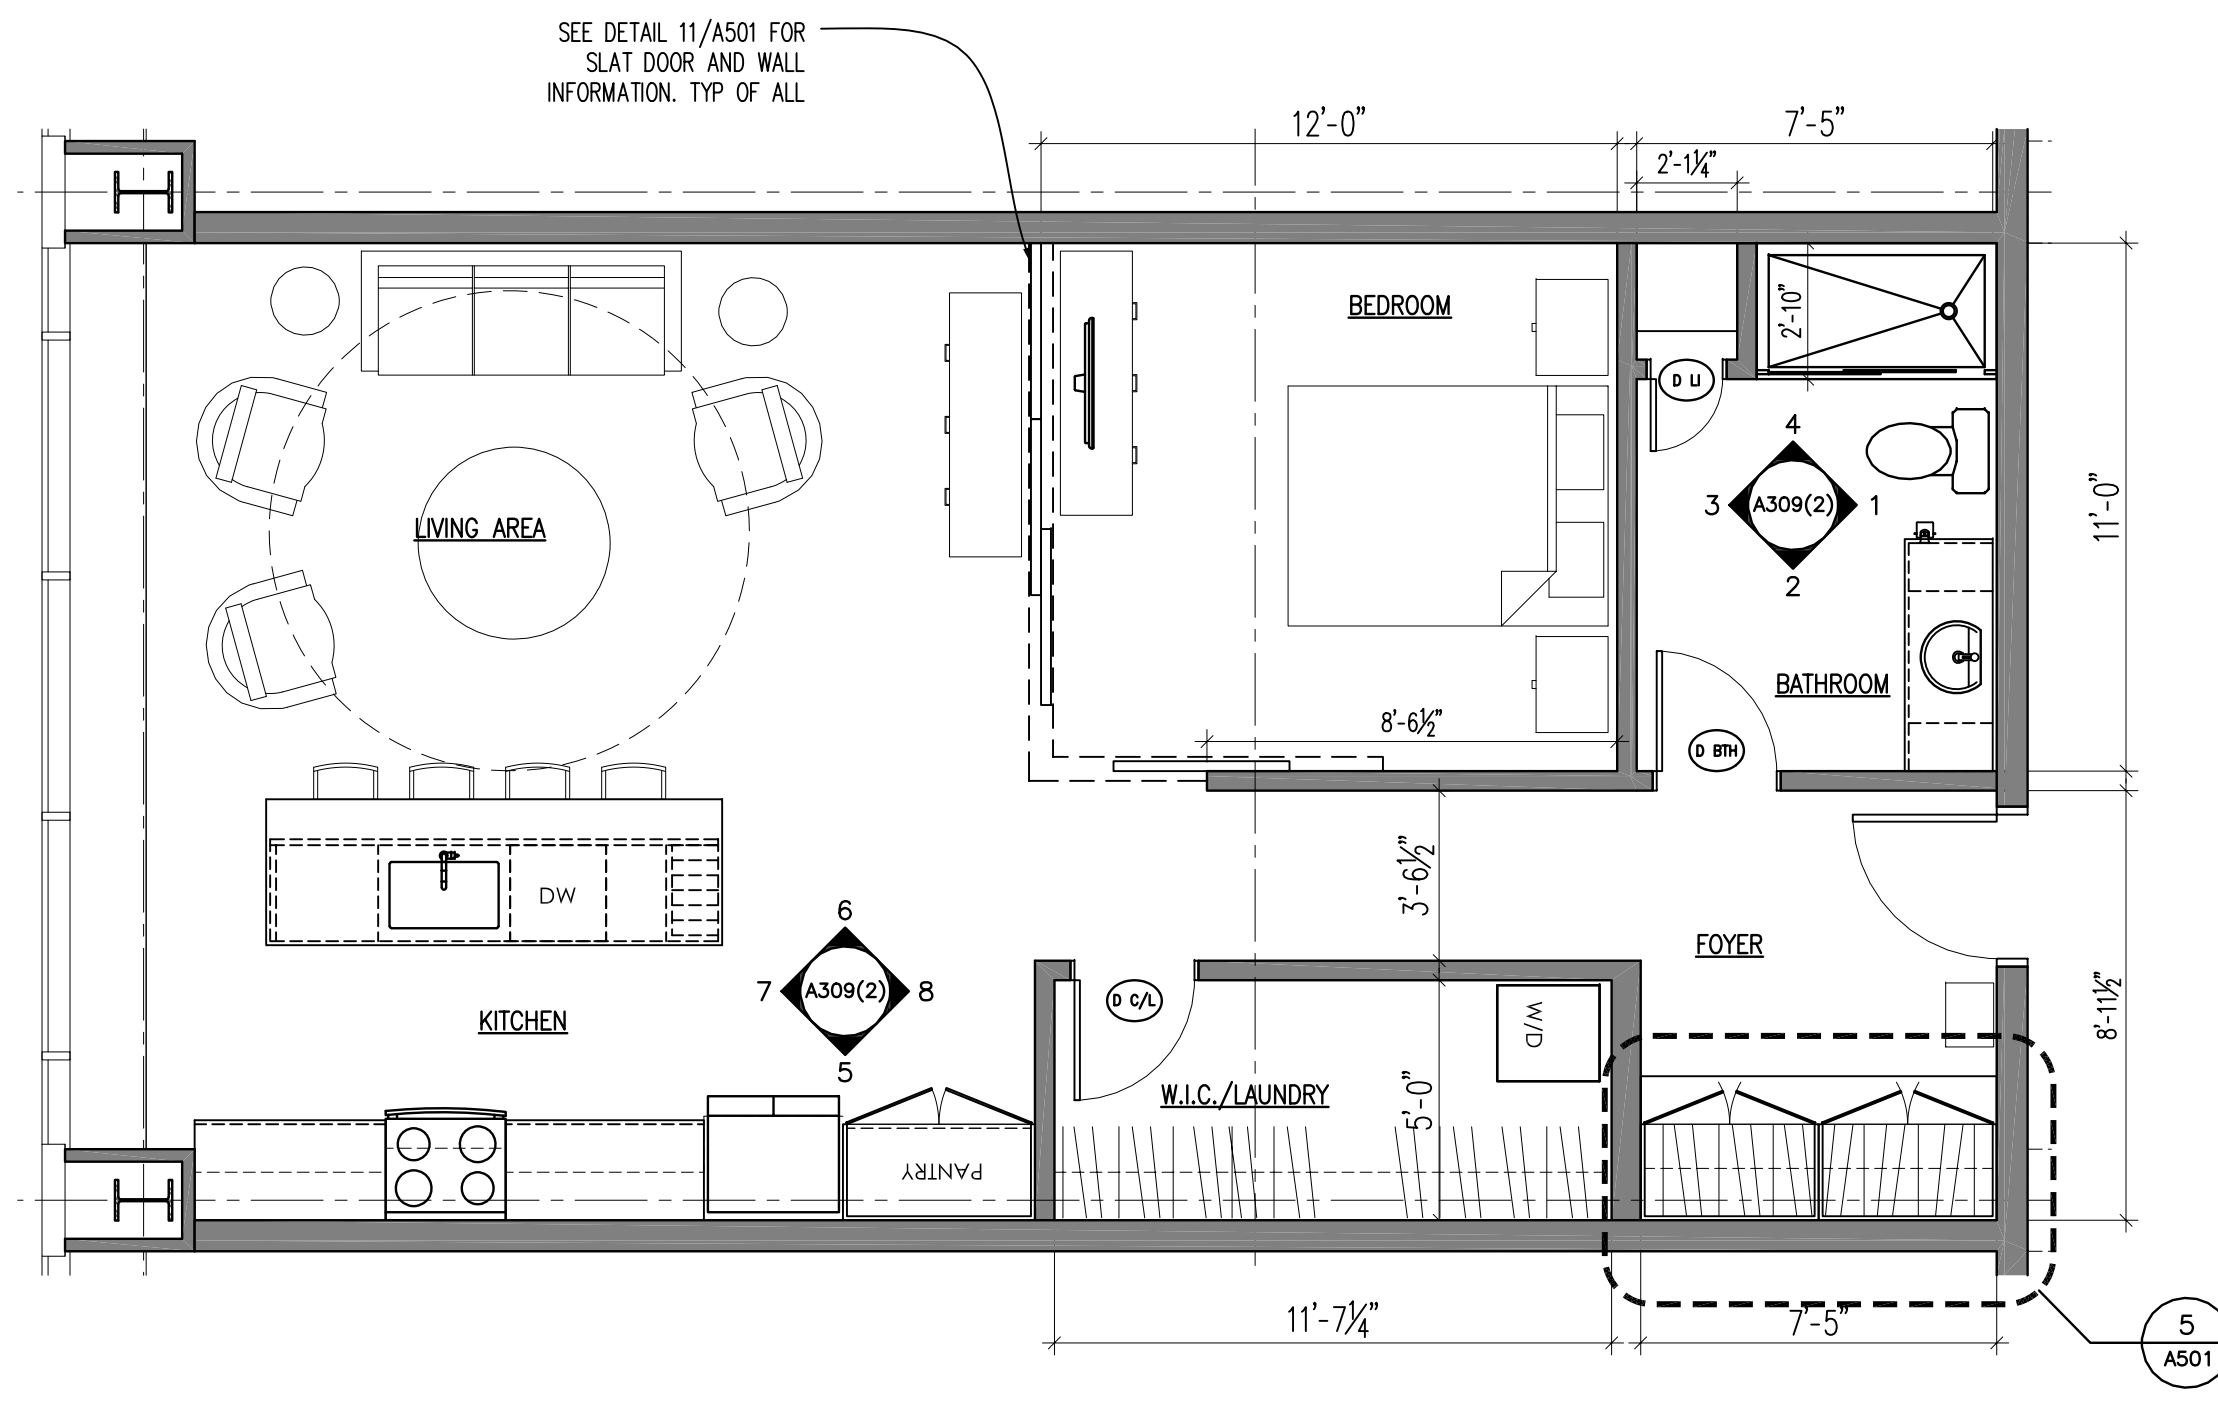 SEE DETAIL 11/A501 FOR
SLAT DOOR AND WALL
INFORMATION. TYP OF ALL
12'-0"
7'-5"
2'-1¼"
BEDROOM
2'-10"
D LI
4
3
A309(2)
1
2
11'-0"
LIVING AREA
BATHROOM
8'-6½"
D BTH
DW
3'-6½"
6
7
A309(2)
8
5
FOYER
D C/L
KITCHEN
W/D
8'-11½"
W.I.C./LAUNDRY
5'-0"
PANTRY
11'-7¼"
7'-5"
5
A501